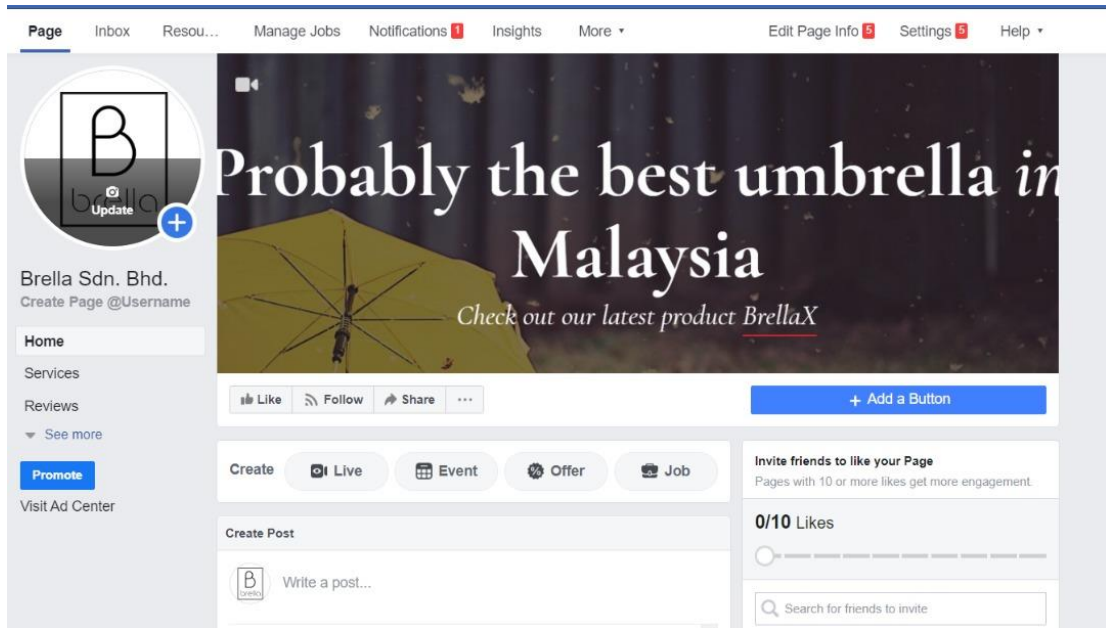 Page Inbox Resou... Manage Jobs Notifications 1 Insights More Edit Page Info 5 Settings 5 Help
B
brella
Update
Probably the best umbrella in
Malaysia
Check out our latest product BrellaX
Brella Sdn. Bhd.
Create Page @Username
Home
Services
Reviews
See more
Promote
Visit Ad Center
Like Follow Share ...
+ Add a Button
Create Live Event Offer Job
Create Post
B
brella
Write a post...
Invite friends to like your Page
Pages with 10 or more likes get more engagement.
0/10 Likes
Search for friends to invite